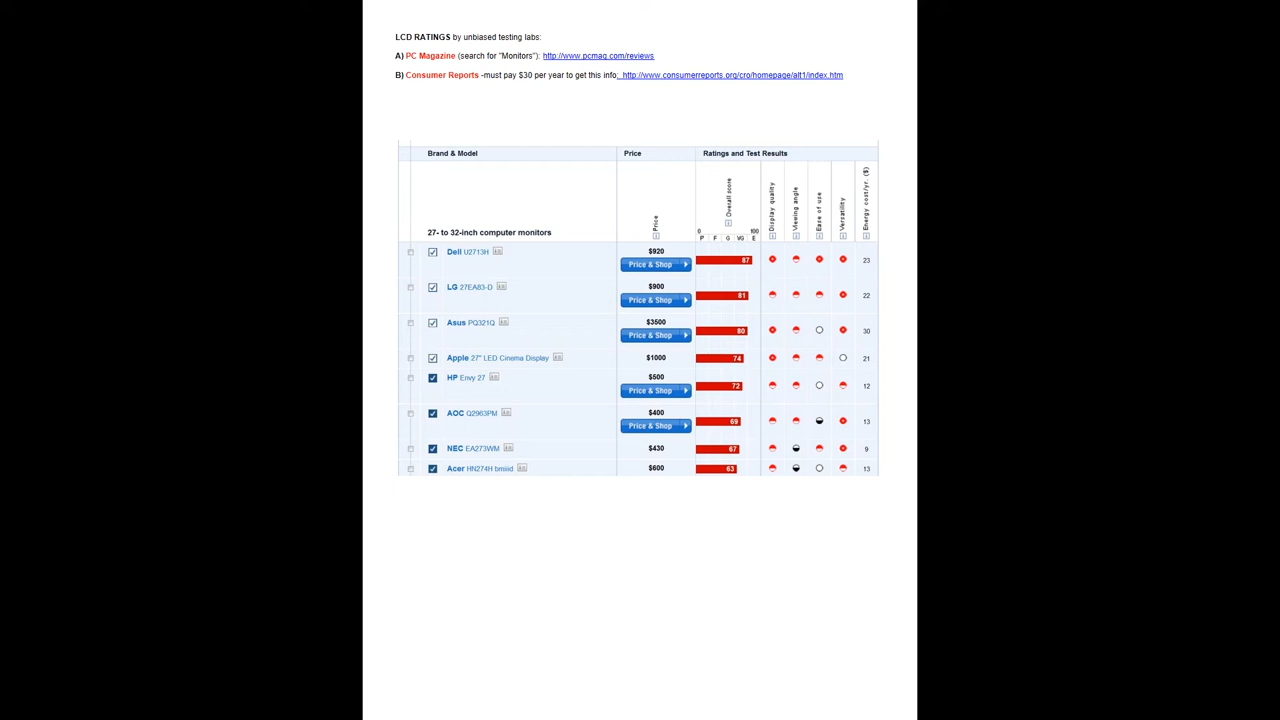 LCD RATINGS by unbiased testing labs:
A) PC Magazine (search for "Monitors"): http://www.pcmag.com/reviews
B) Consumer Reports -must pay $30 per year to get this info: http://www.consumerreports.org/cro/homepage/alt1/index.htm
Brand & Model Price Ratings and Test Results
27- to 32-inch computer monitors Price Overall score Display quality Viewing angle Ease of use Versatility Energy cost/yr. ($)
0 100
P F G VG E
Dell U2713H $920 87 23
Price & Shop
LG 27EA83-D $900 81 22
Price & Shop
Asus PQ321Q $3500 80 30
Price & Shop
Apple 27" LED Cinema Display $1000 74 21
HP Envy 27 $500 72 12
Price & Shop
AOC Q2963PM $400 69 13
Price & Shop
NEC EA273WM $430 67 9
Acer HN274H bmiiid $600 63 13